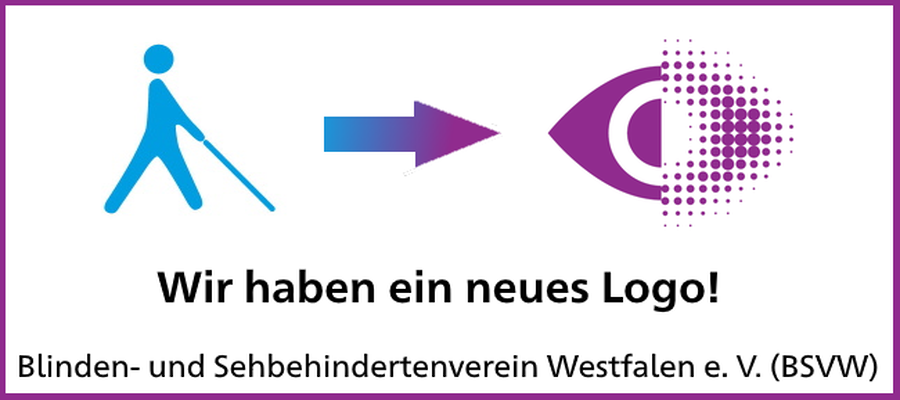 Wir haben ein neues Logo!
Blinden- und Sehbehindertenverein Westfalen e. V. (BSVW)